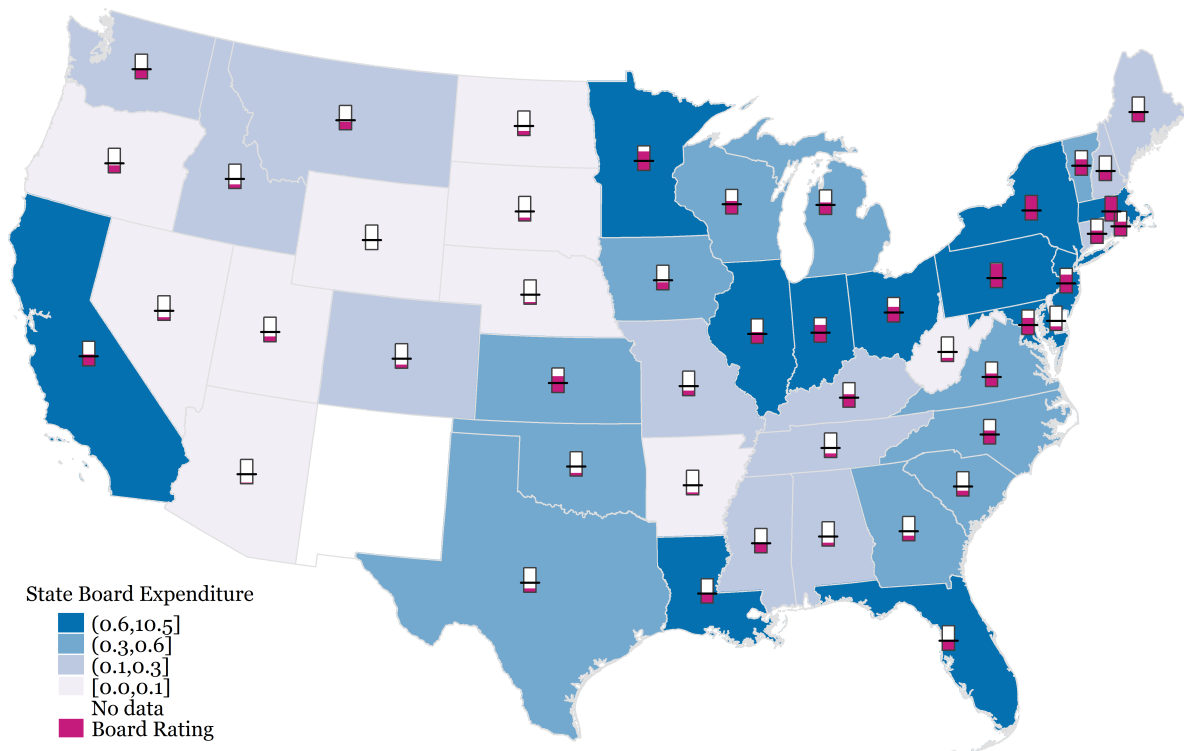 State Board Expenditure
(0.6,10.5]
(0.3,0.6]
(0.1,0.3]
[0.0,0.1]
No data
Board Rating